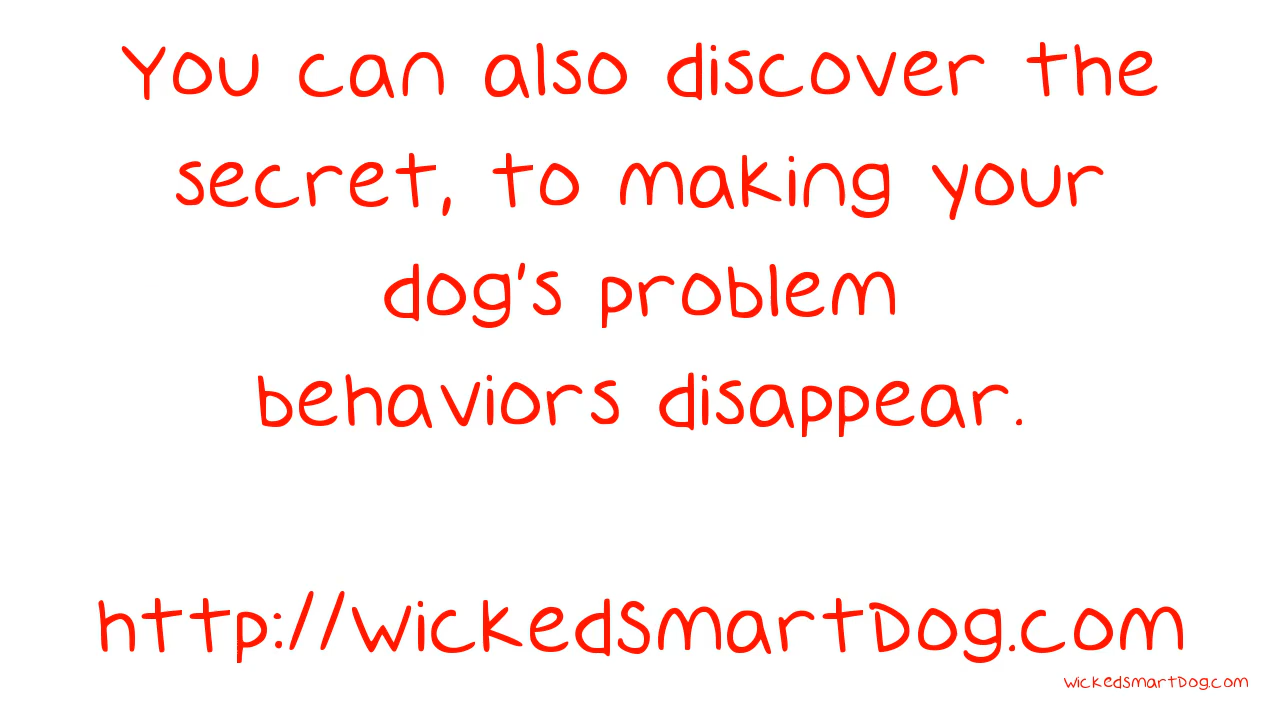 You can also discover the
secret, to making your
dog's problem
behaviors disappear.
http://WickedSmartDog.com
WickedSmartDog.com